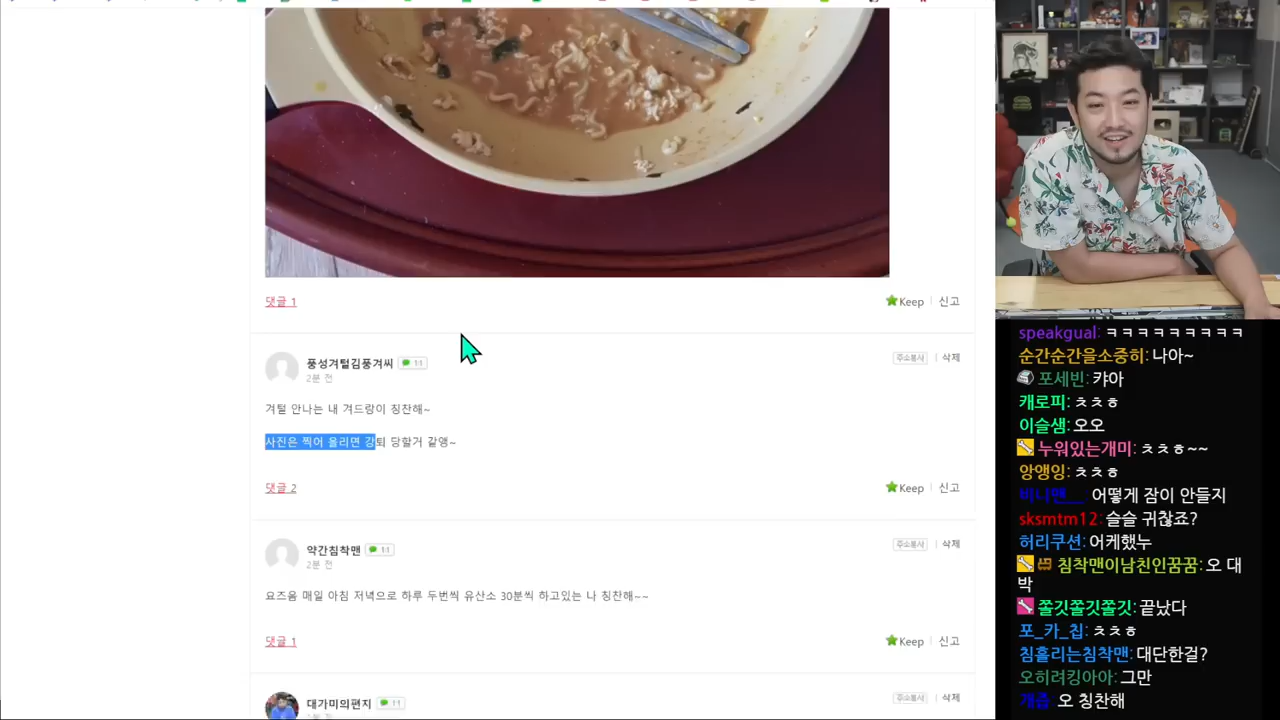 댓글 1
Keep
신고
풍성겨털김풍겨씨 1:1
주소복사
삭제
2분 전
겨털 안나는 내 겨드랑이 칭찬해~
사진은 찍어 올리면 강퇴 당할거 같앵~
댓글 2
Keep
신고
약간침착맨 1:1
주소복사
삭제
2분 전
요즈음 매일 아침 저녁으로 하루 두번씩 유산소 30분씩 하고있는 나 칭찬해~~
댓글 1
Keep
신고
대가미의편지 1:1
주소복사
삭제
speakgual: ㅋㅋㅋㅋㅋㅋㅋㅋㅋ
순간순간을소중히: 나아~
포세빈: 캬아
캐로피: ㅊㅊㅎ
이슬샘: 오오
누워있는개미: ㅊㅊㅎ~~
앙앵잉: ㅊㅊㅎ
비니맨__: 어떻게 잠이 안들지
sksmtm12: 슬슬 귀찮죠?
허리쿠션: 어케했누
침착맨이남친인꿈꿈: 오 대
박
쫄깃쫄깃쫄깃: 끝났다
포_카_칩: ㅊㅊㅎ
침흘리는침착맨: 대단한걸?
오히려킹아아: 그만
개좁: 오 칭찬해